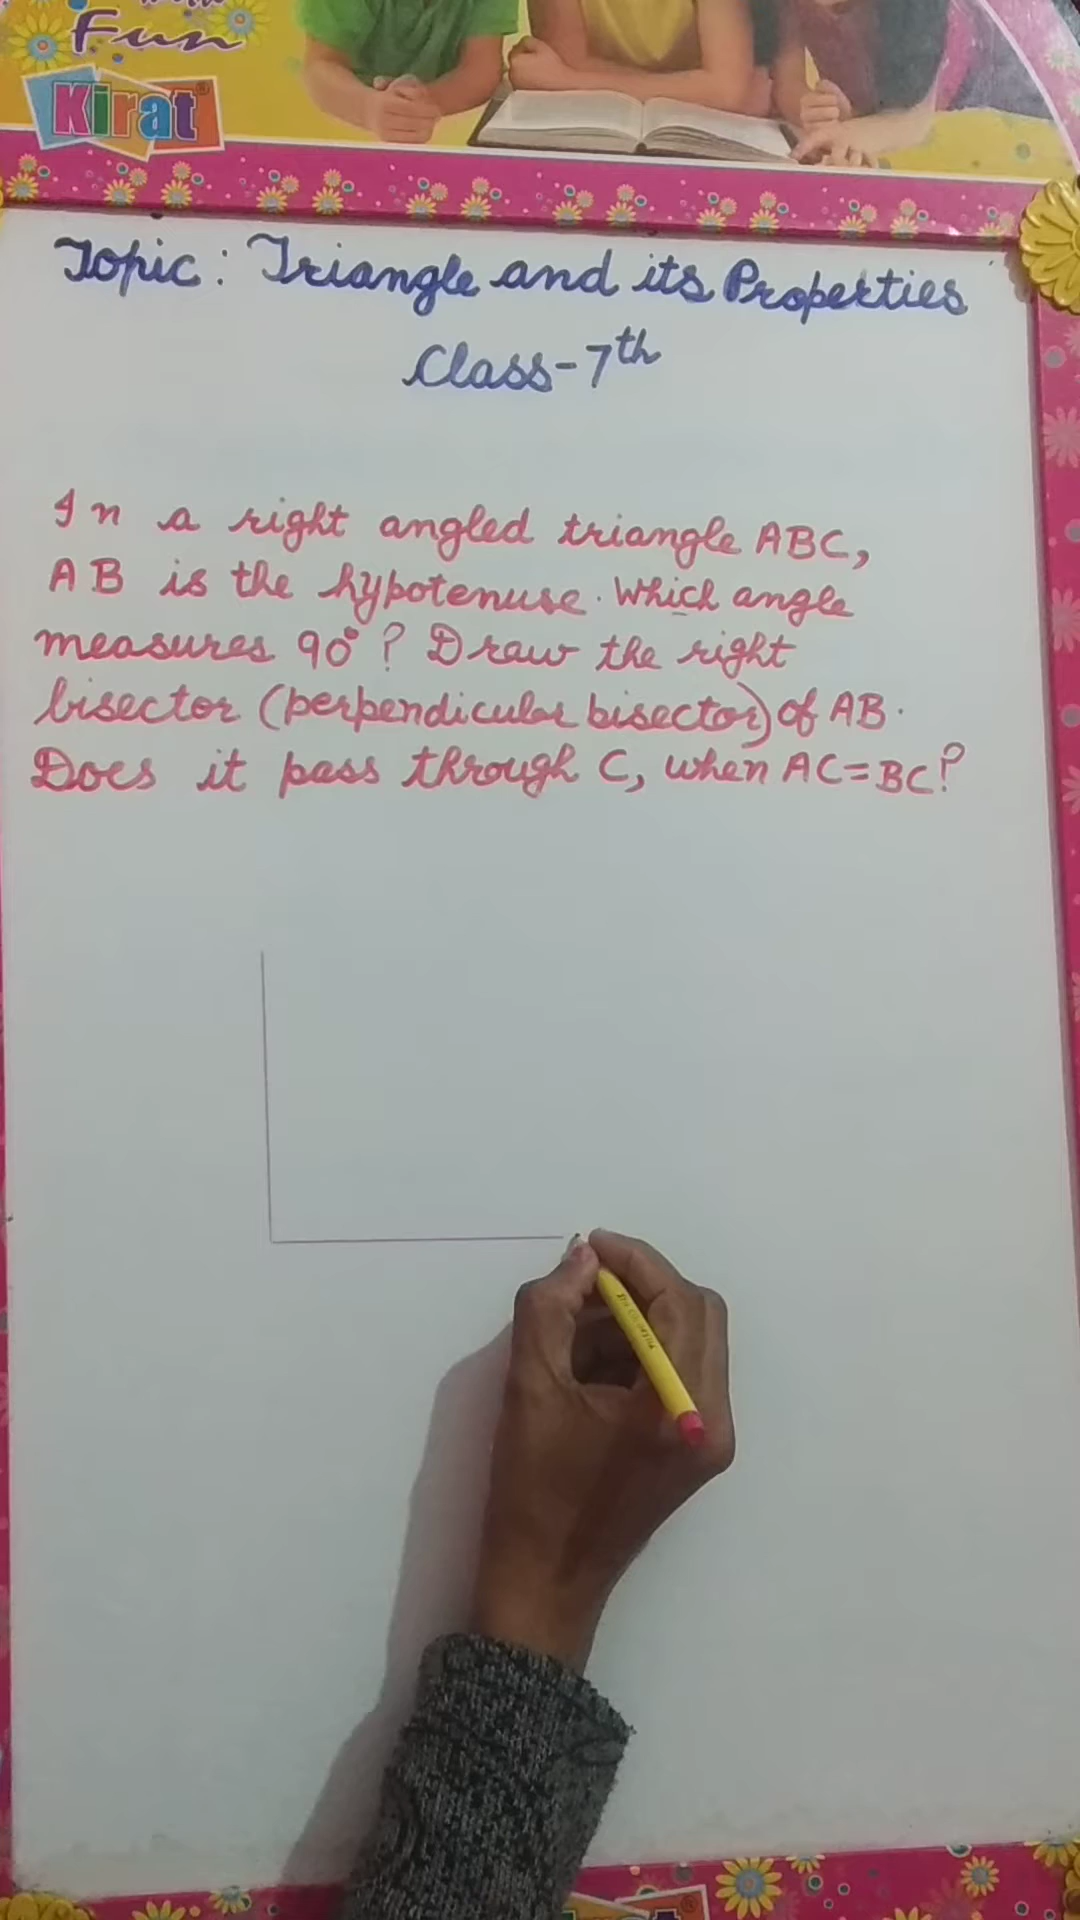 Fun
Kirat®
Topic: Triangle and its Properties
Class-7th
In a right angled triangle ABC,
AB is the hypotenuse. Which angle
measures 90°? Draw the right
bisector (perpendicular bisector) of AB.
Does it pass through C, when AC=BC?